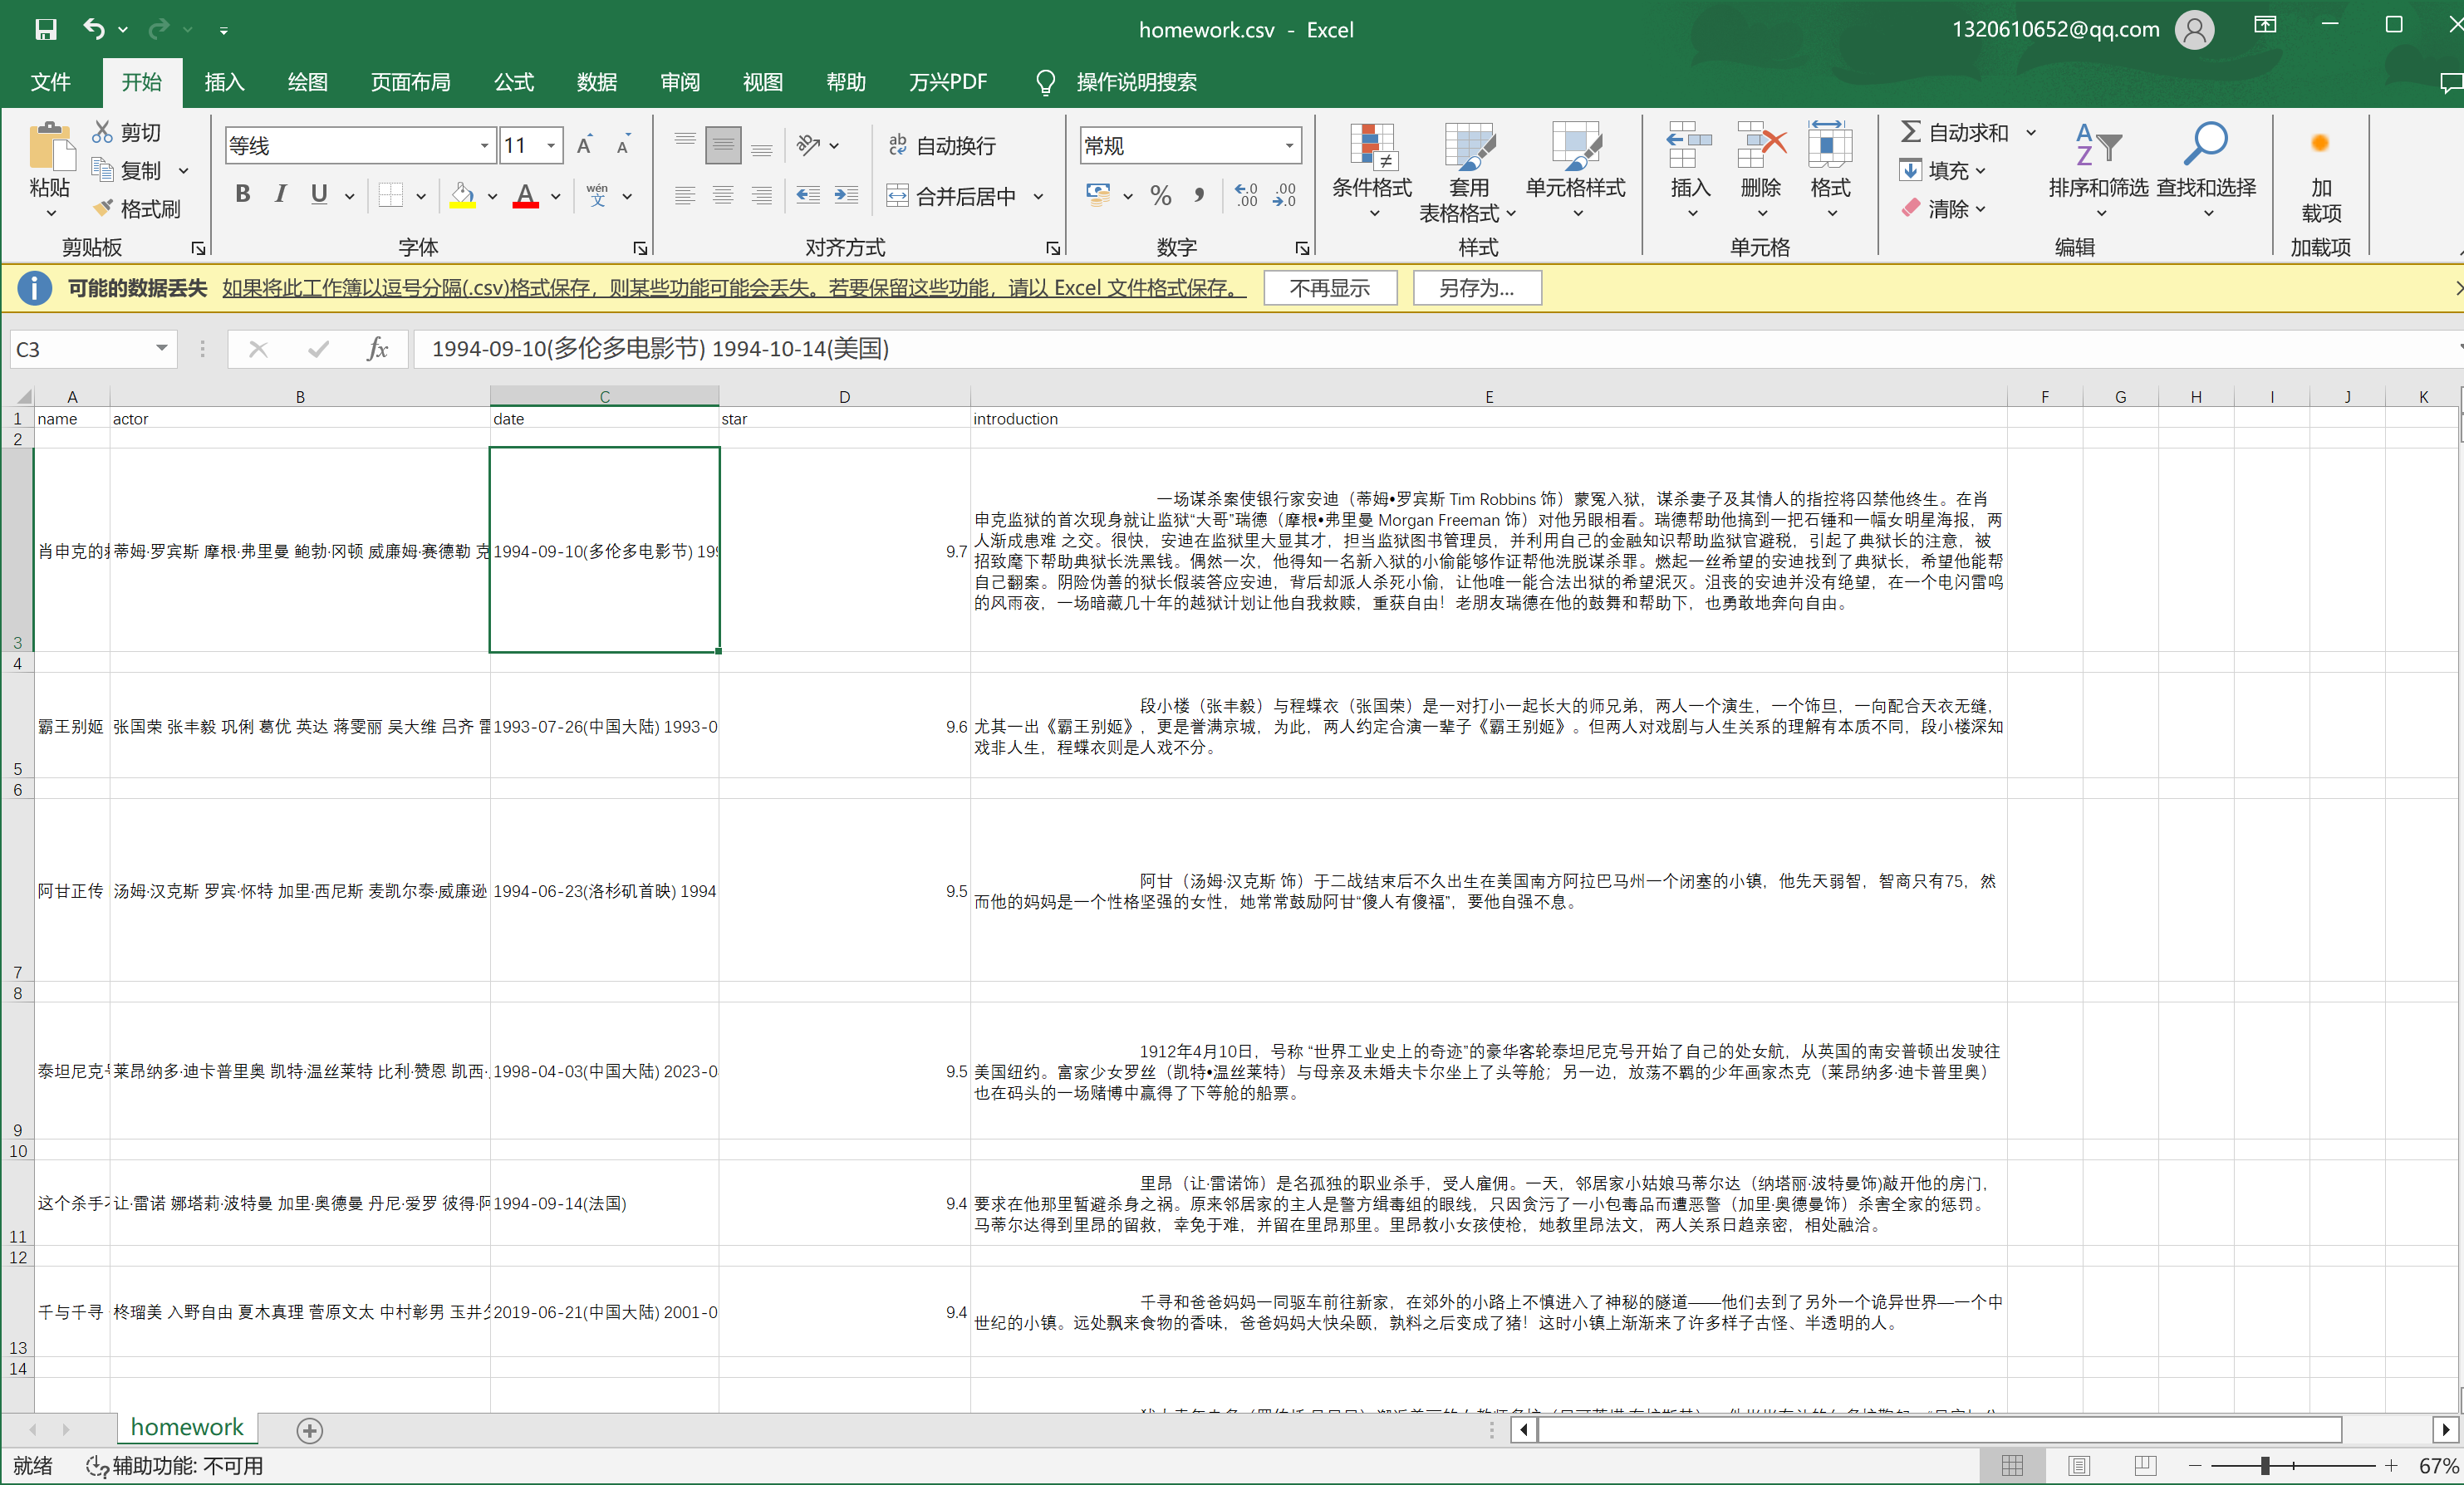 homework.csv - Excel
1320610652@qq.com
文件 开始 插入 绘图 页面布局 公式 数据 审阅 视图 帮助 万兴PDF 操作说明搜索
粘贴
剪切
复制
格式刷
剪贴板
等线 11
B I U A wén 文
字体
ab 自动换行
合并后居中
对齐方式
常规
% , .0 .00 .00 .0
数字
条件格式
套用
表格格式
单元格样式
样式
插入 删除 格式
单元格
Σ 自动求和
填充
清除
排序和筛选 查找和选择
编辑
加
载项
加载项
可能的数据丢失 如果将此工作簿以逗号分隔(.csv)格式保存，则某些功能可能会丢失。若要保留这些功能，请以 Excel 文件格式保存。 不再显示 另存为...
C3 fx 1994-09-10(多伦多电影节) 1994-10-14(美国)
A B C D E F G H I J K
1 name actor date star introduction
2
3 肖申克的 蒂姆·罗宾斯 摩根·弗里曼 鲍勃·冈顿 威廉姆·赛德勒 克 1994-09-10(多伦多电影节) 19 9.7
一场谋杀案使银行家安迪（蒂姆•罗宾斯 Tim Robbins 饰）蒙冤入狱，谋杀妻子及其情人的指控将囚禁他终生。在肖
申克监狱的首次现身就让监狱“大哥”瑞德（摩根•弗里曼 Morgan Freeman 饰）对他另眼相看。瑞德帮助他搞到一把石锤和一幅女明星海报，两
人渐成患难 之交。很快，安迪在监狱里大显其才，担当监狱图书管理员，并利用自己的金融知识帮助监狱官避税，引起了典狱长的注意，被
招致麾下帮助典狱长洗黑钱。偶然一次，他得知一名新入狱的小偷能够作证帮他洗脱谋杀罪。燃起一丝希望的安迪找到了典狱长，希望他能帮
自己翻案。阴险伪善的狱长假装答应安迪，背后却派人杀死小偷，让他唯一能合法出狱的希望泯灭。沮丧的安迪并没有绝望，在一个电闪雷鸣
的风雨夜，一场暗藏几十年的越狱计划让他自我救赎，重获自由！老朋友瑞德在他的鼓舞和帮助下，也勇敢地奔向自由。
4
5 霸王别姬 张国荣 张丰毅 巩俐 葛优 英达 蒋雯丽 吴大维 吕齐 雷 1993-07-26(中国大陆) 1993-0 9.6
段小楼（张丰毅）与程蝶衣（张国荣）是一对打小一起长大的师兄弟，两人一个演生，一个饰旦，一向配合天衣无缝，
尤其一出《霸王别姬》，更是誉满京城，为此，两人约定合演一辈子《霸王别姬》。但两人对戏剧与人生关系的理解有本质不同，段小楼深知
戏非人生，程蝶衣则是人戏不分。
6
7 阿甘正传 汤姆·汉克斯 罗宾·怀特 加里·西尼斯 麦凯尔泰·威廉逊 1994-06-23(洛杉矶首映) 1994 9.5
阿甘（汤姆·汉克斯 饰）于二战结束后不久出生在美国南方阿拉巴马州一个闭塞的小镇，他先天弱智，智商只有75，然
而他的妈妈是一个性格坚强的女性，她常常鼓励阿甘“傻人有傻福”，要他自强不息。
8
9 泰坦尼克 莱昂纳多·迪卡普里奥 凯特·温丝莱特 比利·赞恩 凯西· 1998-04-03(中国大陆) 2023-0 9.5
1912年4月10日，号称 “世界工业史上的奇迹”的豪华客轮泰坦尼克号开始了自己的处女航，从英国的南安普顿出发驶往
美国纽约。富家少女罗丝（凯特•温丝莱特）与母亲及未婚夫卡尔坐上了头等舱；另一边，放荡不羁的少年画家杰克（莱昂纳多·迪卡普里奥）
也在码头的一场赌博中赢得了下等舱的船票。
10
11 这个杀手 让·雷诺 娜塔莉·波特曼 加里·奥德曼 丹尼·爱罗 彼得·阿 1994-09-14(法国) 9.4
里昂（让·雷诺饰）是名孤独的职业杀手，受人雇佣。一天，邻居家小姑娘马蒂尔达（纳塔丽·波特曼饰)敲开他的房门，
要求在他那里暂避杀身之祸。原来邻居家的主人是警方缉毒组的眼线，只因贪污了一小包毒品而遭恶警（加里·奥德曼饰）杀害全家的惩罚。
马蒂尔达得到里昂的留救，幸免于难，并留在里昂那里。里昂教小女孩使枪，她教里昂法文，两人关系日趋亲密，相处融洽。
12
13 千与千寻 柊瑠美 入野自由 夏木真理 菅原文太 中村彰男 玉井夕 2019-06-21(中国大陆) 2001-0 9.4
千寻和爸爸妈妈一同驱车前往新家，在郊外的小路上不慎进入了神秘的隧道——他们去到了另外一个诡异世界—一个中
世纪的小镇。远处飘来食物的香味，爸爸妈妈大快朵颐，孰料之后变成了猪！这时小镇上渐渐来了许多样子古怪、半透明的人。
14
homework
就绪 辅助功能: 不可用 67%